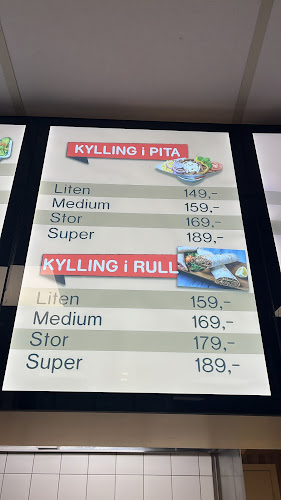 KYLLING i PITA
Liten 149,-
Medium 159,-
Stor 169,-
Super 189,-
KYLLING i RULL
Liten 159,-
Medium 169,-
Stor 179,-
Super 189,-